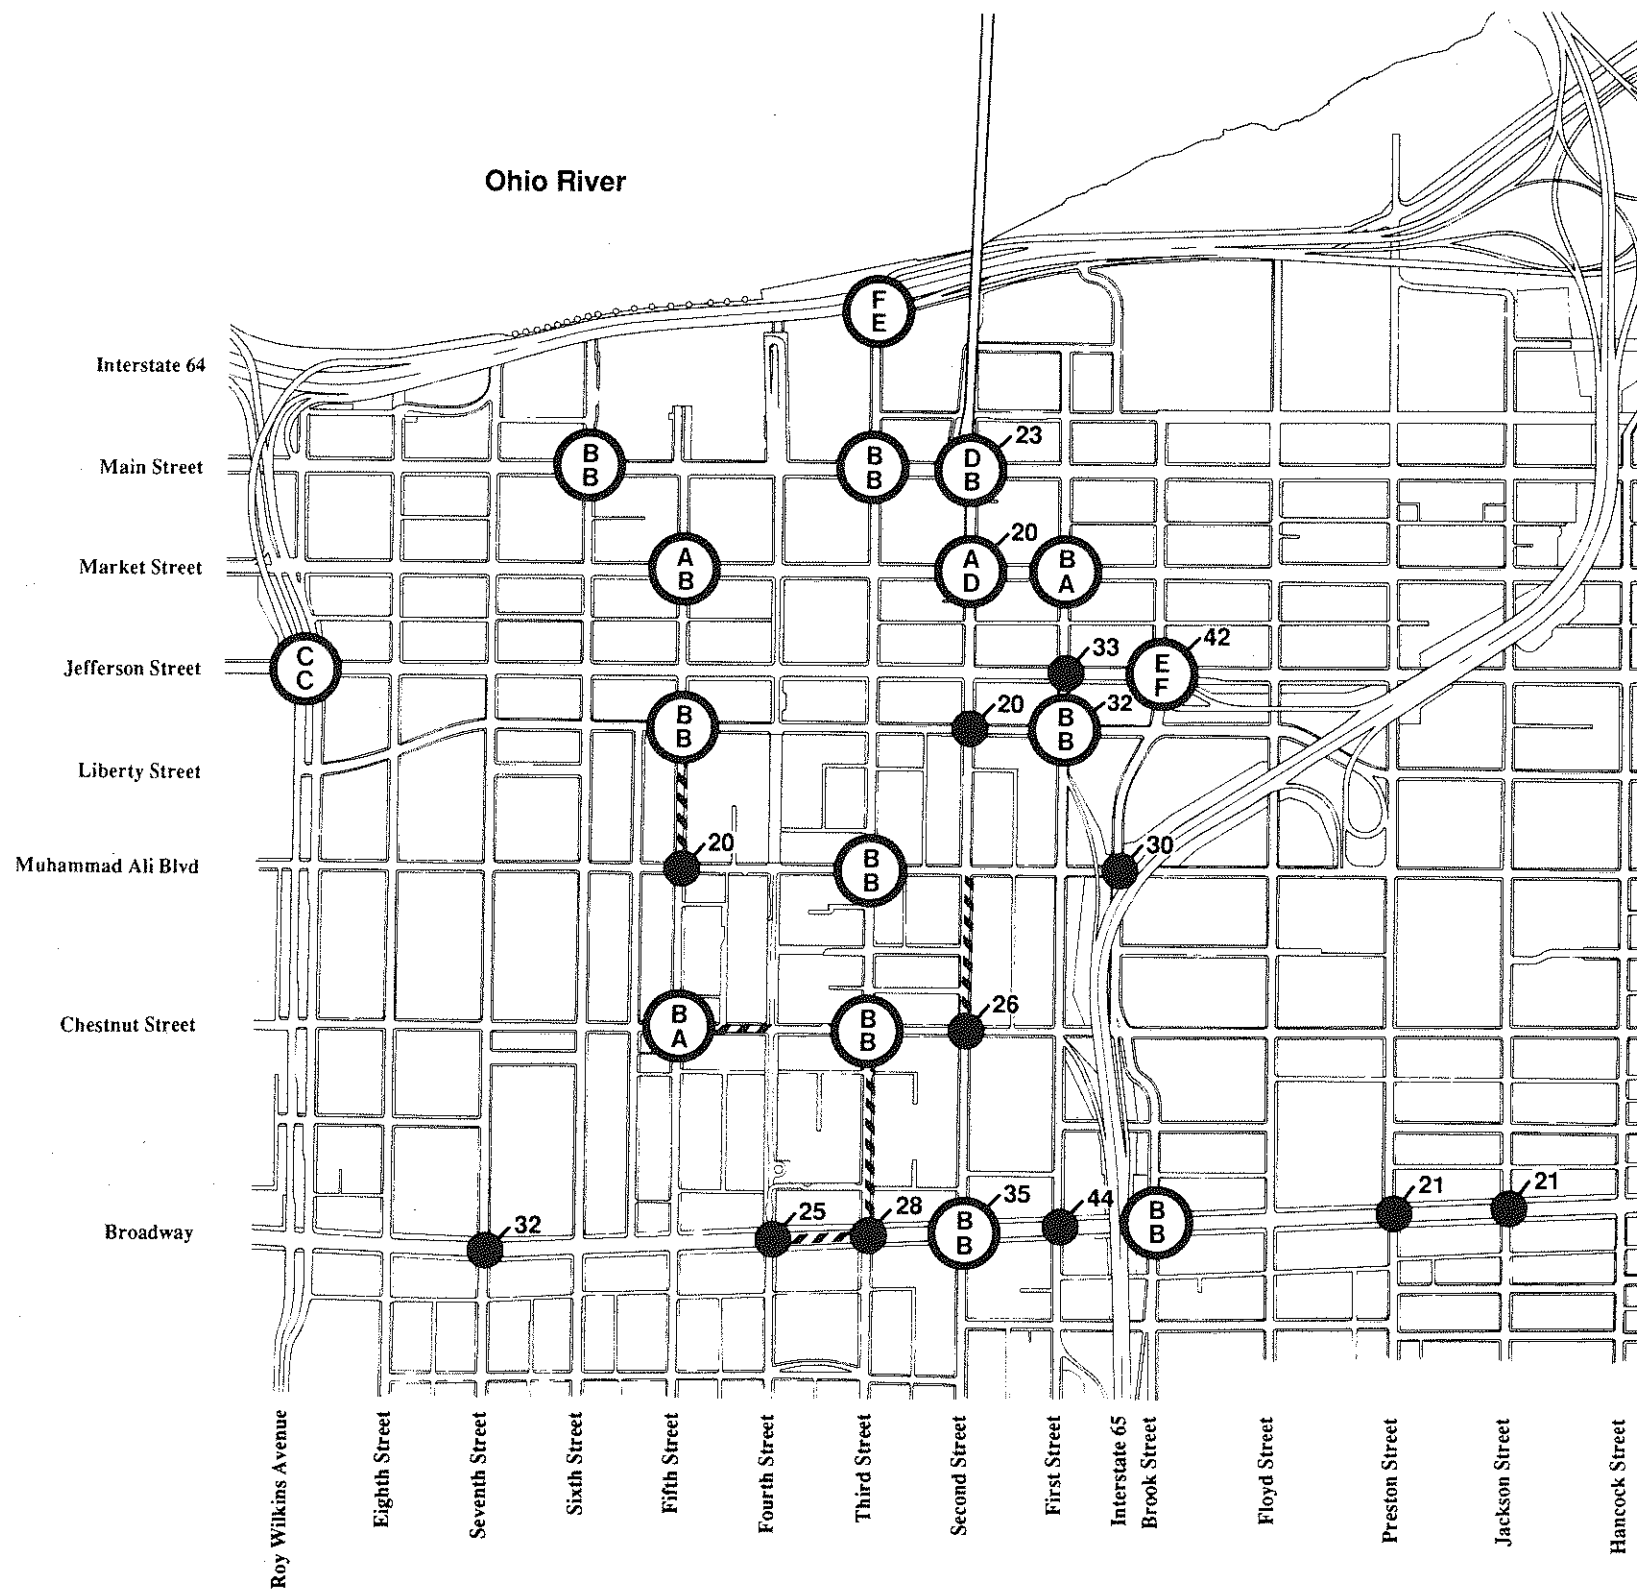 Ohio River
F
E
Interstate 64
23
Main Street
B
B
B
B
D
B
20
Market Street
A
B
A
D
B
A
33
42
Jefferson Street
C
C
E
F
20
32
B
B
B
B
Liberty Street
20
30
Muhammad Ali Blvd
B
B
26
Chestnut Street
B
A
B
B
21
21
35
44
25
28
32
Broadway
B
B
B
B
Roy Wilkins Avenue
Eighth Street
Seventh Street
Sixth Street
Fifth Street
Fourth Street
Third Street
Second Street
First Street
Interstate 65
Brook Street
Floyd Street
Preston Street
Jackson Street
Hancock Street